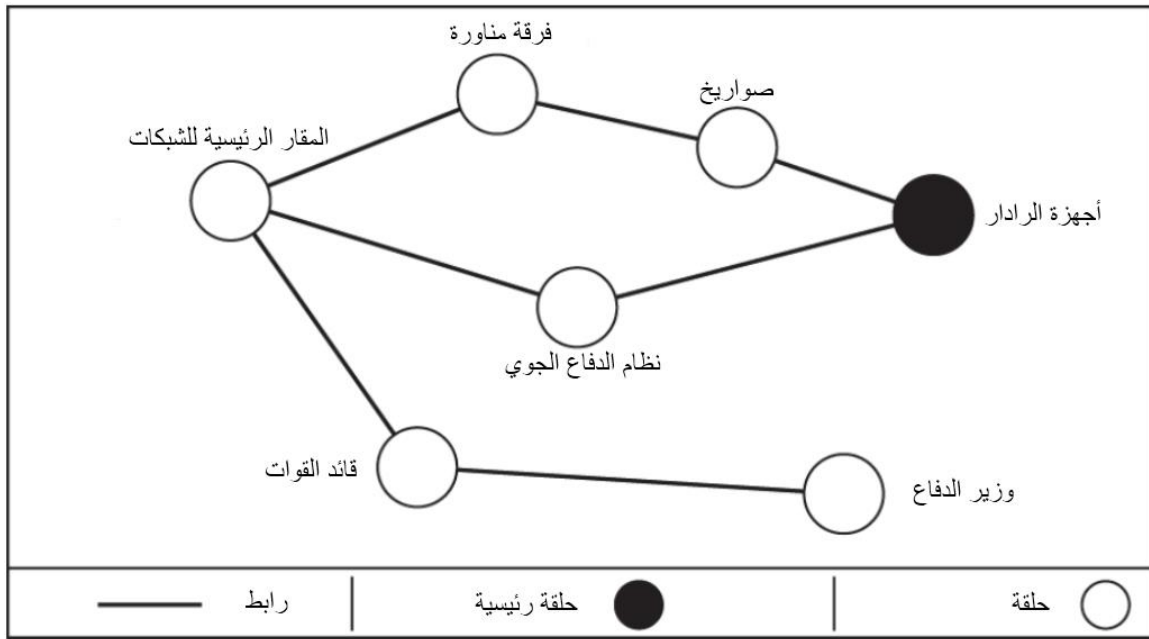 فرقة مناورة
صواريخ
المقار الرئيسية للشبكات
أجهزة الرادار
نظام الدفاع الجوي
قائد القوات
وزير الدفاع
حلقة
حلقة رئيسية
رابط